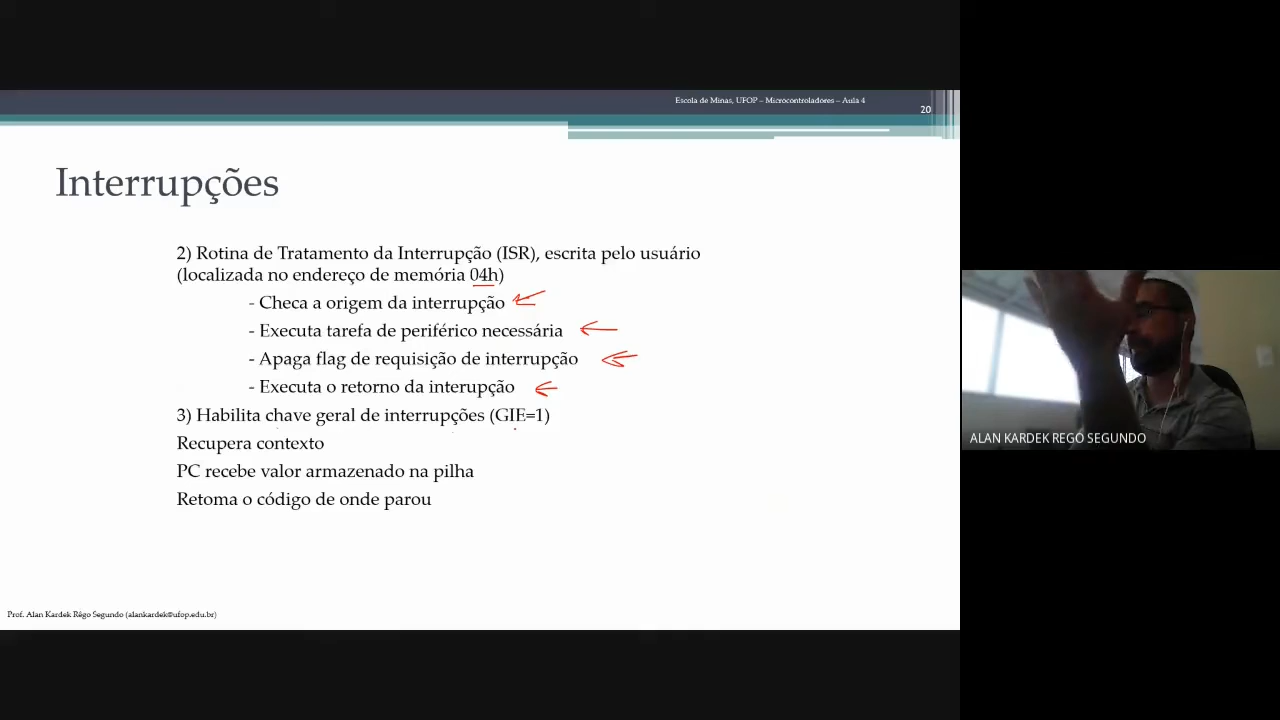 Escola de Minas, UFOP – Microcontroladores – Aula 4
20
Interrupções
2) Rotina de Tratamento da Interrupção (ISR), escrita pelo usuário
(localizada no endereço de memória 04h)
- Checa a origem da interrupção
- Executa tarefa de periférico necessária
- Apaga flag de requisição de interrupção
- Executa o retorno da interupção
3) Habilita chave geral de interrupções (GIE=1)
Recupera contexto
PC recebe valor armazenado na pilha
Retoma o código de onde parou
Prof. Alan Kardek Rêgo Segundo (alankardek@ufop.edu.br)
ALAN KARDEK REGO SEGUNDO